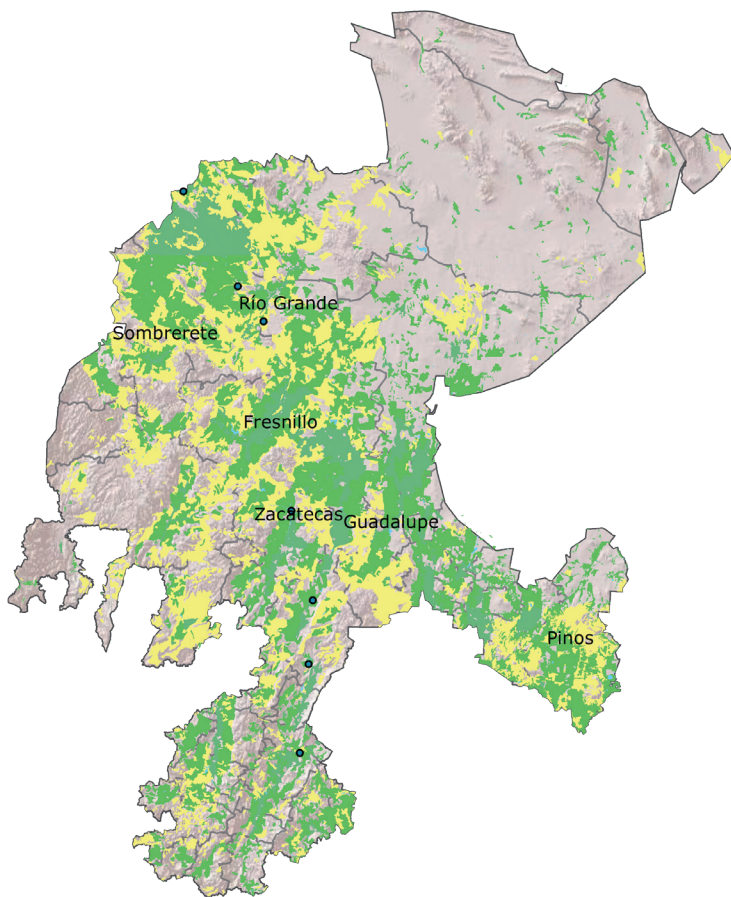 Río Grande
Sombrerete
Fresnillo
Zacatecas
Guadalupe
Pinos